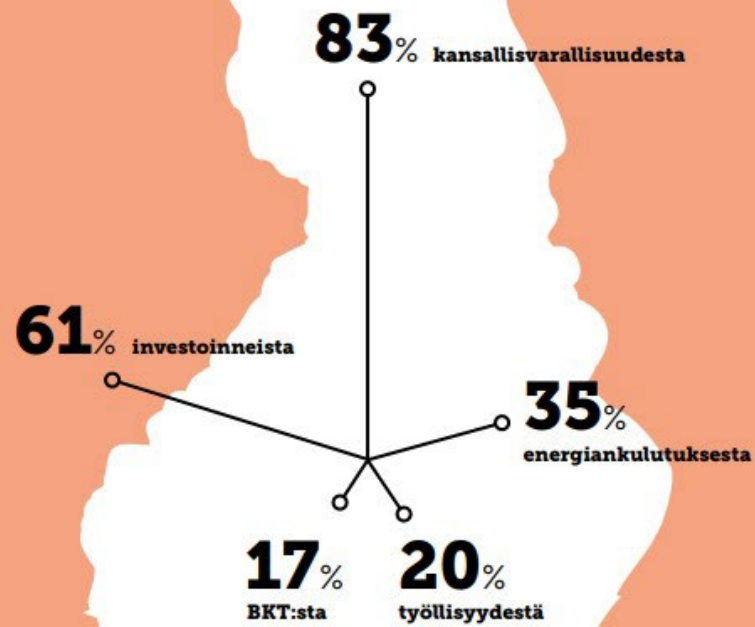 83% kansallisvarallisuudesta
61% investoinneista
35%
energiankulutuksesta
17%
BKT:sta
20%
työllisyydestä